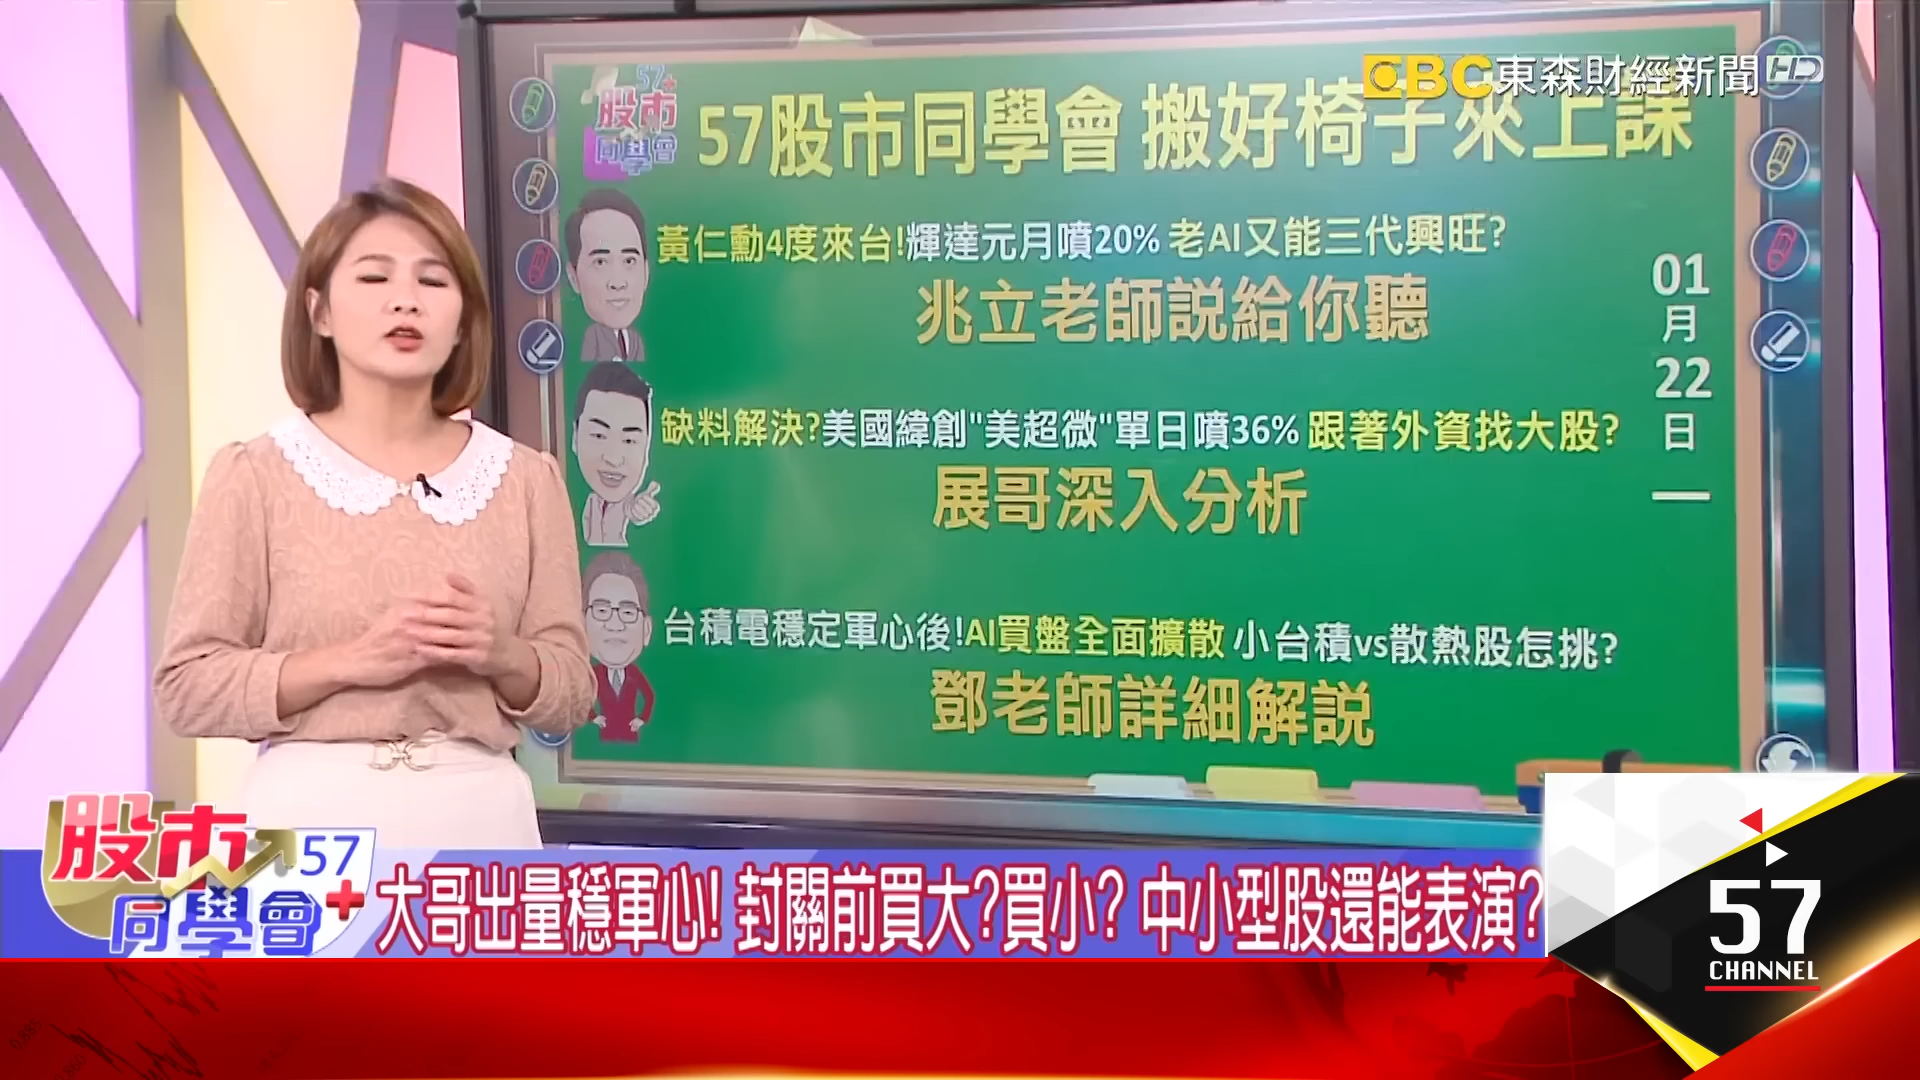 EBC東森財經新聞 HD
57+
股市
同學會
57股市同學會 搬好椅子來上課
黃仁勳4度來台!輝達元月噴20% 老AI又能三代興旺?
兆立老師說給你聽
01
月
22
日
一
缺料解決?美國緯創"美超微"單日噴36% 跟著外資找大股?
展哥深入分析
台積電穩定軍心後!AI買盤全面擴散 小台積vs散熱股怎挑?
鄧老師詳細解說
股市 57
同學會+
大哥出量穩軍心! 封關前買大?買小? 中小型股還能表演?
57
CHANNEL